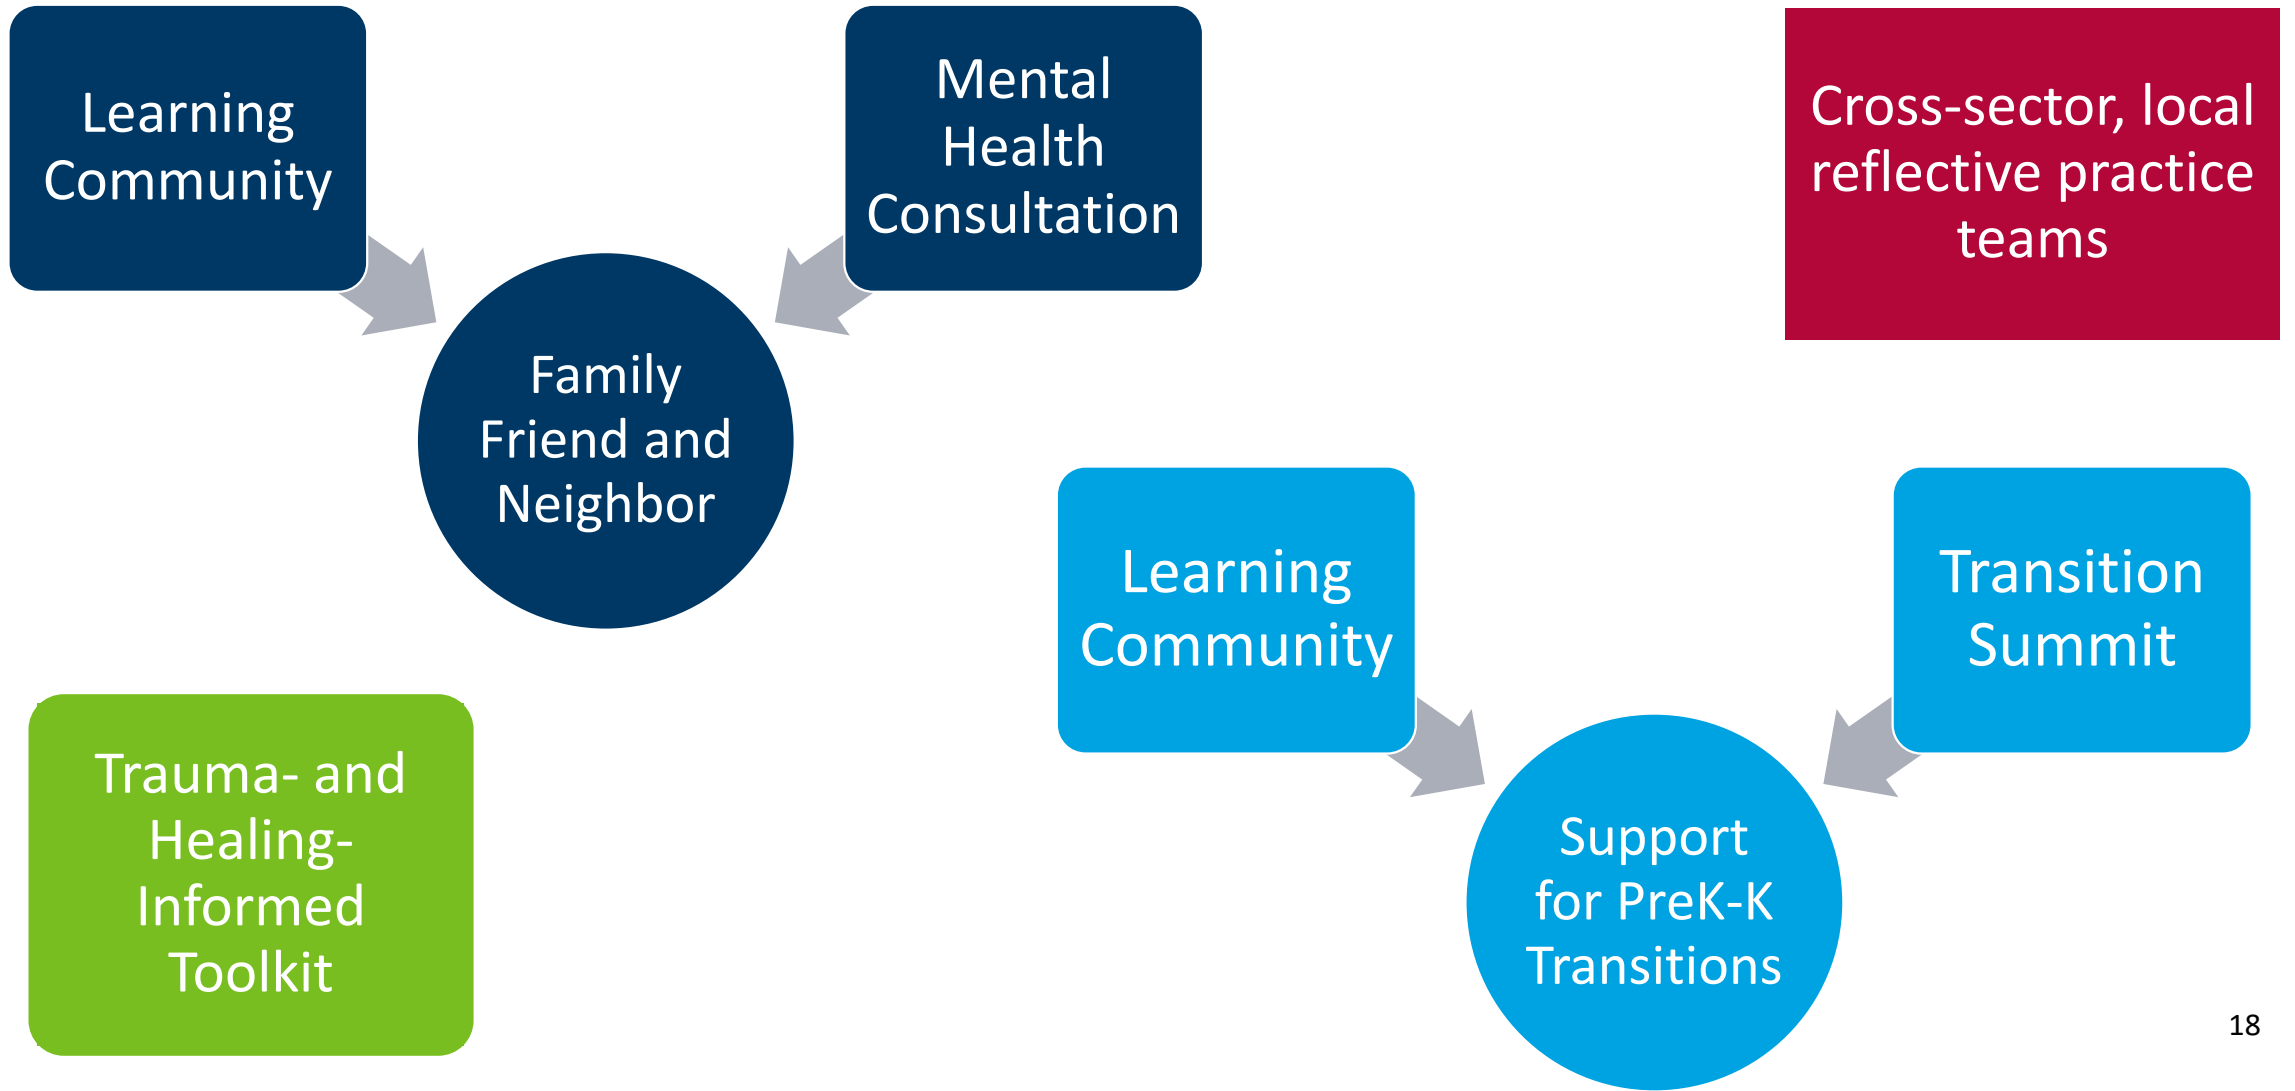 Learning
Community
Mental
Health
Consultation
Cross-sector, local
reflective practice
teams
Family
Friend and
Neighbor
Learning
Community
Transition
Summit
Trauma- and
Healing-
Informed
Toolkit
Support
for PreK-K
Transitions
18